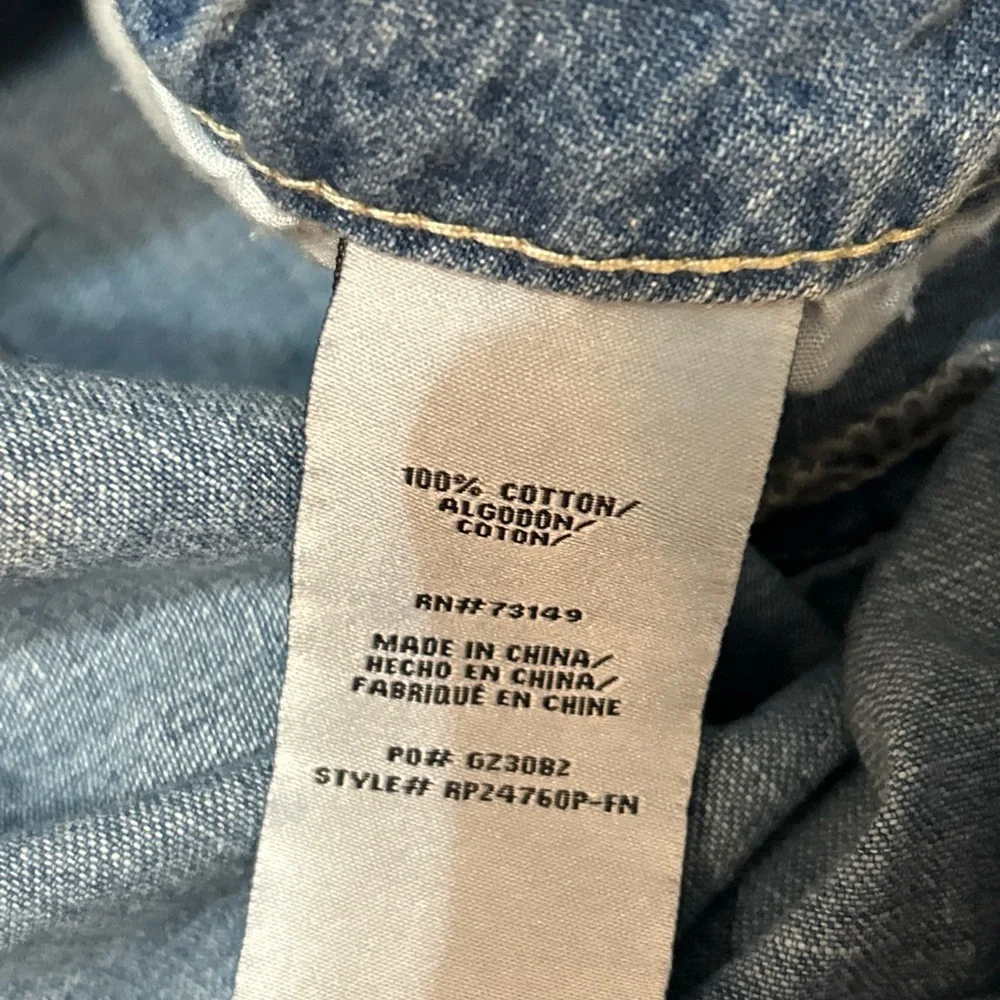 100% COTTON/
ALGODÓN/
COTON/
RN#73149
MADE IN CHINA/
HECHO EN CHINA/
FABRIQUÉ EN CHINE
PO# GZ3082
STYLE# RP24760P-FN